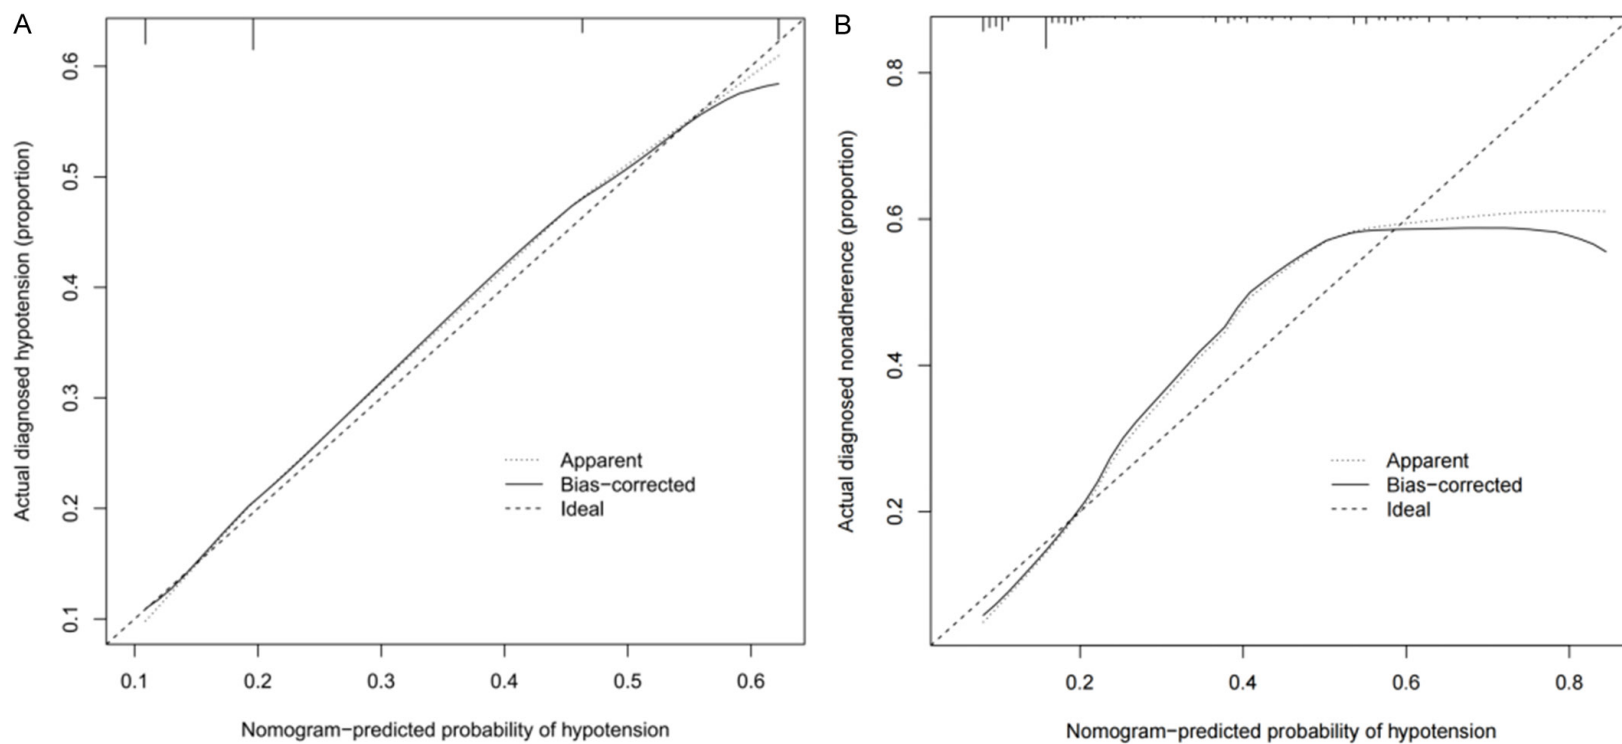 A
Actual diagnosed hypotension (proportion)
0.6
0.5
0.4
0.3
0.2
0.1
Apparent
Bias−corrected
Ideal
0.1 0.2 0.3 0.4 0.5 0.6
Nomogram−predicted probability of hypotension
B
Actual diagnosed nonadherence (proportion)
0.8
0.6
0.4
0.2
Apparent
Bias−corrected
Ideal
0.2 0.4 0.6 0.8
Nomogram−predicted probability of hypotension